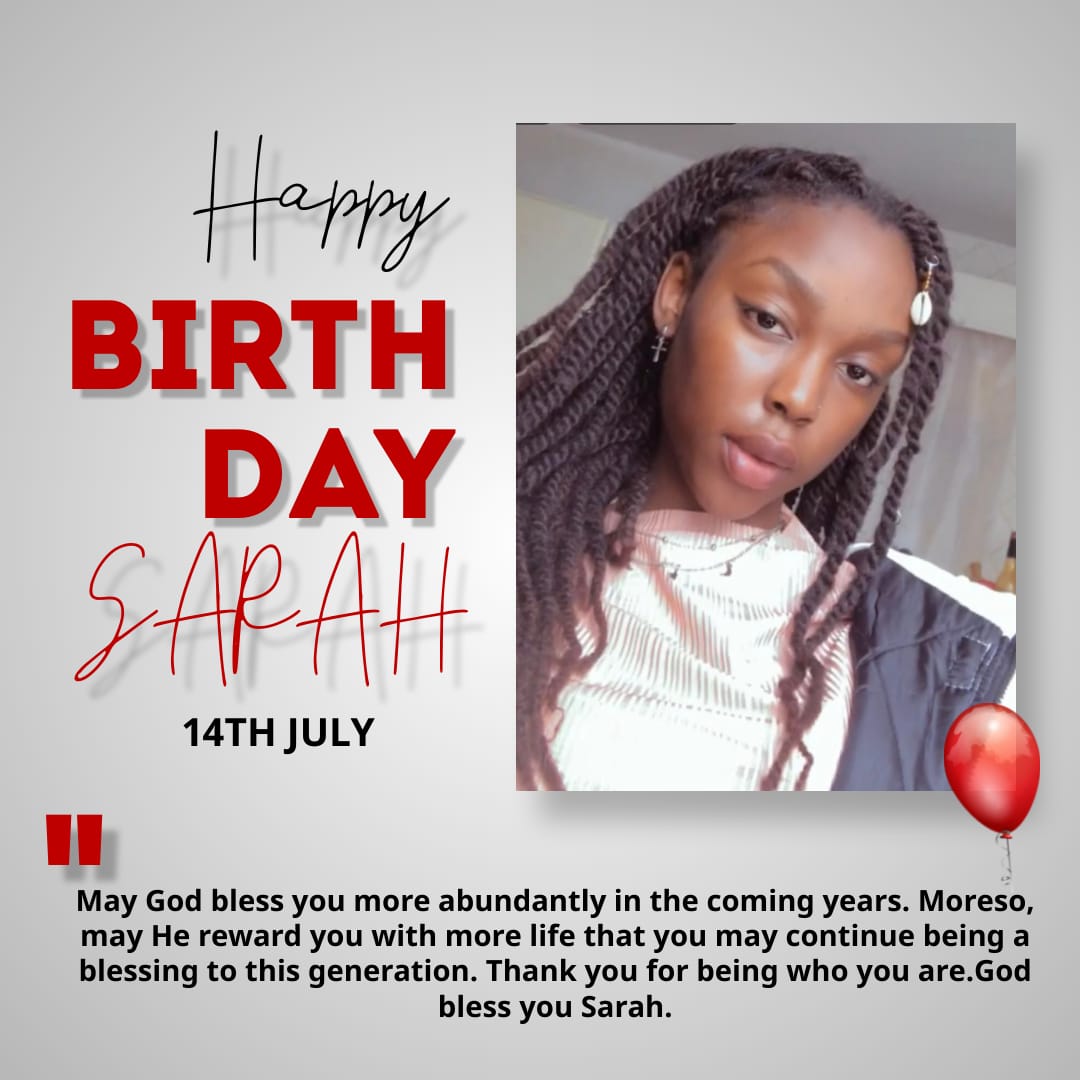 Happy
BIRTH
DAY
SARAH
14TH JULY
"
May God bless you more abundantly in the coming years. Moreso,
may He reward you with more life that you may continue being a
blessing to this generation. Thank you for being who you are.God
bless you Sarah.